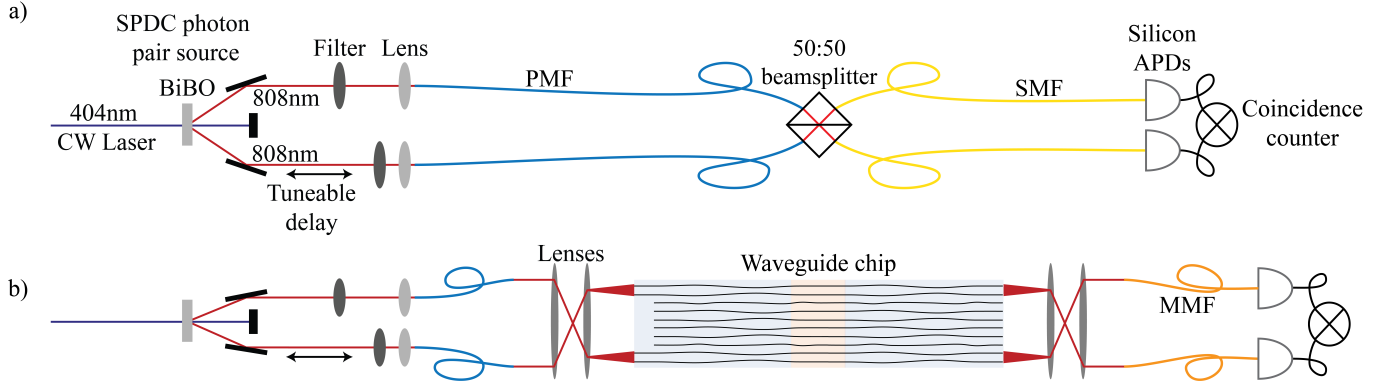 a)
SPDC photon
pair source
BiBO
404nm
CW Laser
808nm
808nm
Filter
Lens
Tuneable
delay
PMF
50:50
beamsplitter
SMF
Silicon
APDs
Coincidence
counter
b)
Lenses
Waveguide chip
MMF